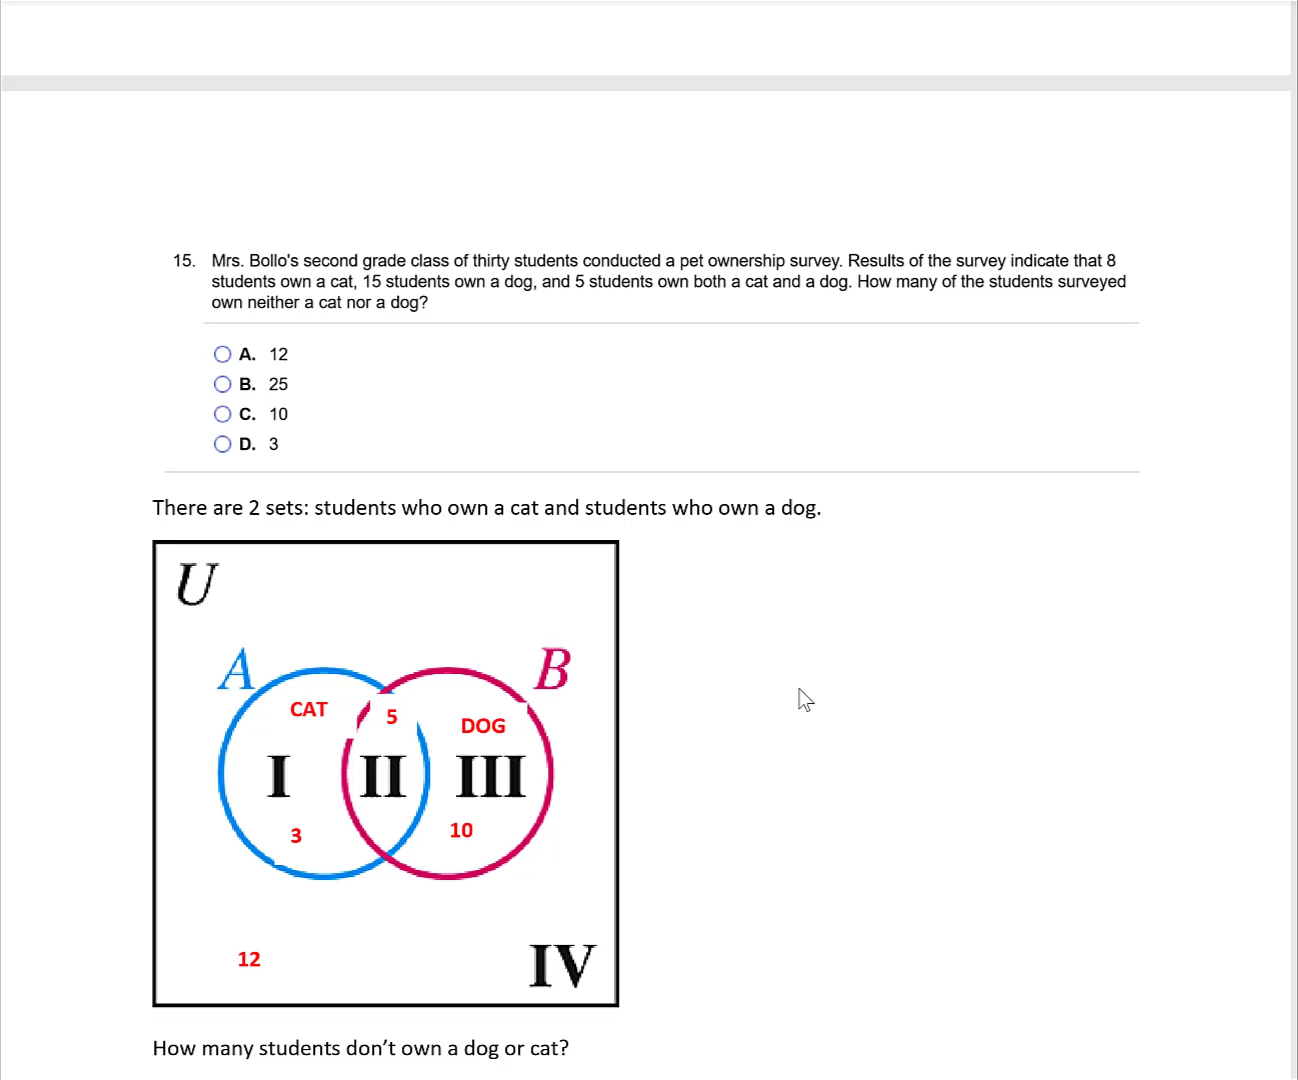 15. Mrs. Bollo's second grade class of thirty students conducted a pet ownership survey. Results of the survey indicate that 8
students own a cat, 15 students own a dog, and 5 students own both a cat and a dog. How many of the students surveyed
own neither a cat nor a dog?
A. 12
B. 25
C. 10
D. 3
There are 2 sets: students who own a cat and students who own a dog.
U
A B
CAT 5 DOG
I II III
3 10
12 IV
How many students don’t own a dog or cat?